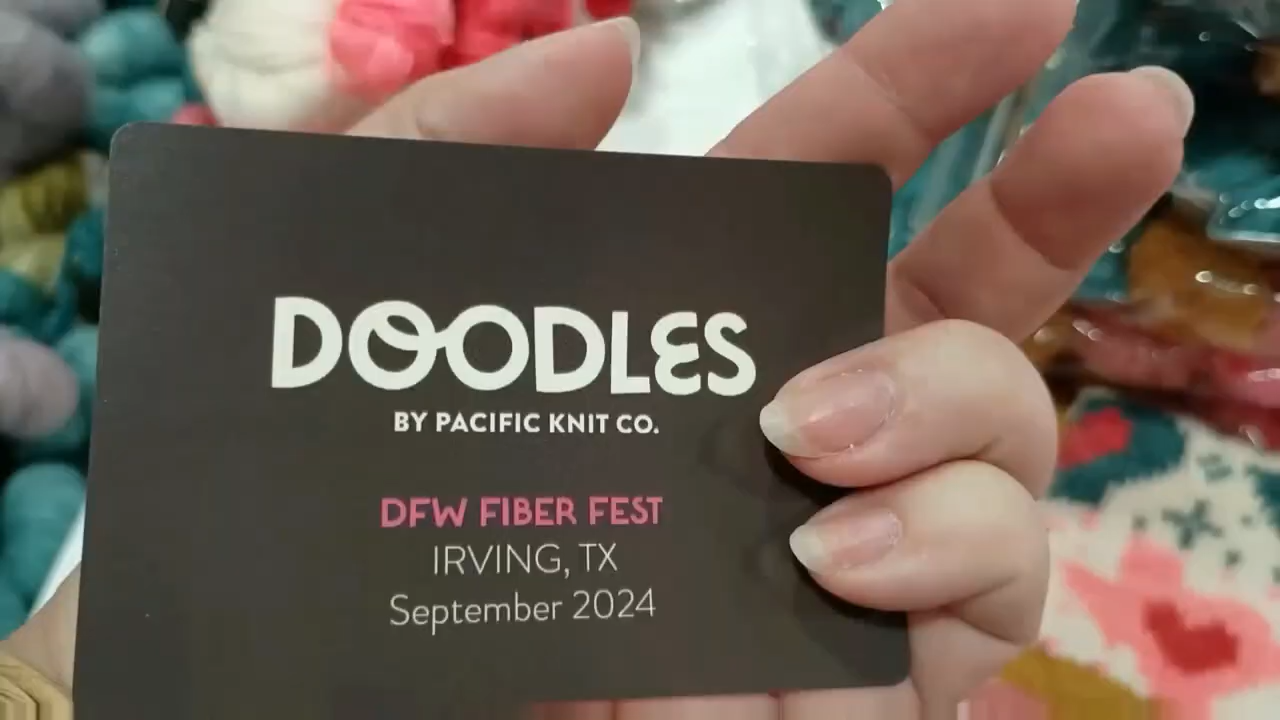 DOODLES
BY PACIFIC KNIT CO.
DFW FIBER FEST
IRVING, TX
September 2024